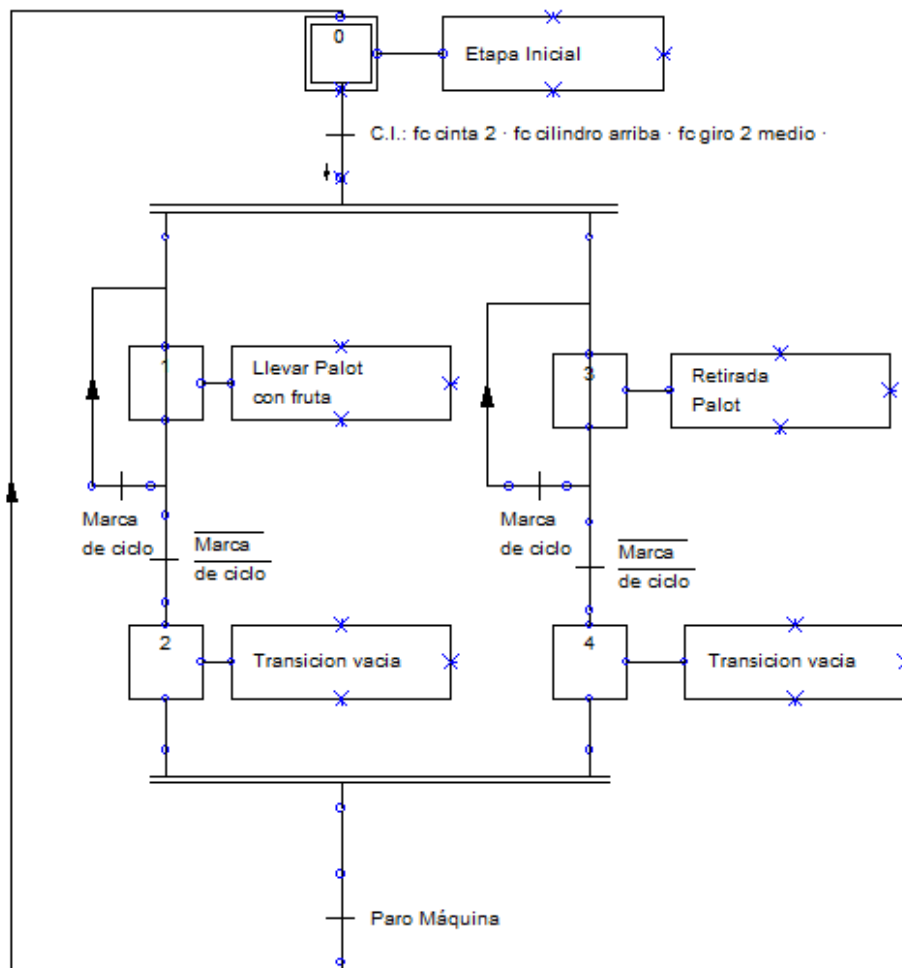 0
Etapa Inicial
C.I.: fc cinta 2 · fc cilindro arriba · fc giro 2 medio ·
1
Llevar Palot
con fruta
3
Retirada
Palot
Marca
de ciclo
Marca
de ciclo
Marca
de ciclo
Marca
de ciclo
2
Transicion vacia
4
Transicion vacia
Paro Máquina